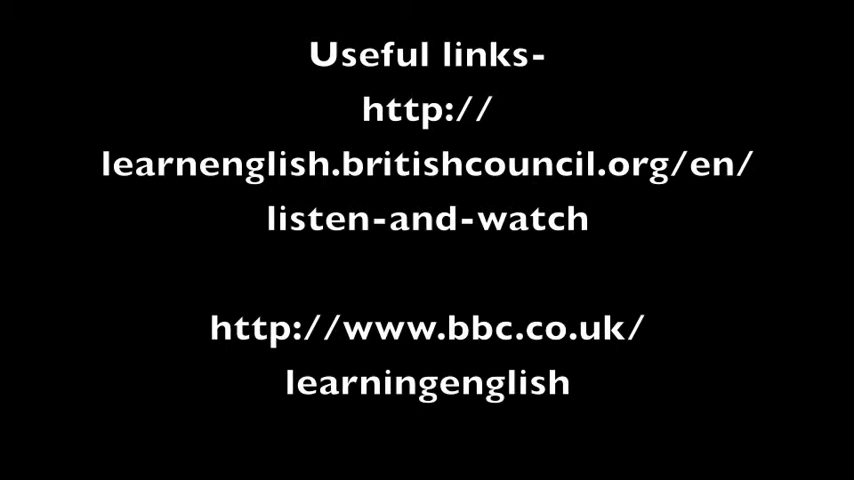 Useful links-
http://
learnenglish.britishcouncil.org/en/
listen-and-watch
http://www.bbc.co.uk/
learningenglish